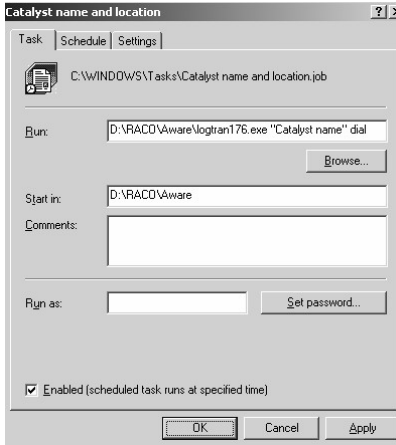 Catalyst name and location
Task Schedule Settings
C:\WINDOWS\Tasks\Catalyst name and location.job
Run: D:\RACO\Aware\logtran176.exe "Catalyst name" dial
Browse...
Start in: D:\RACO\Aware
Comments:
Run as: Set password...
Enabled (scheduled task runs at specified time)
OK Cancel Apply